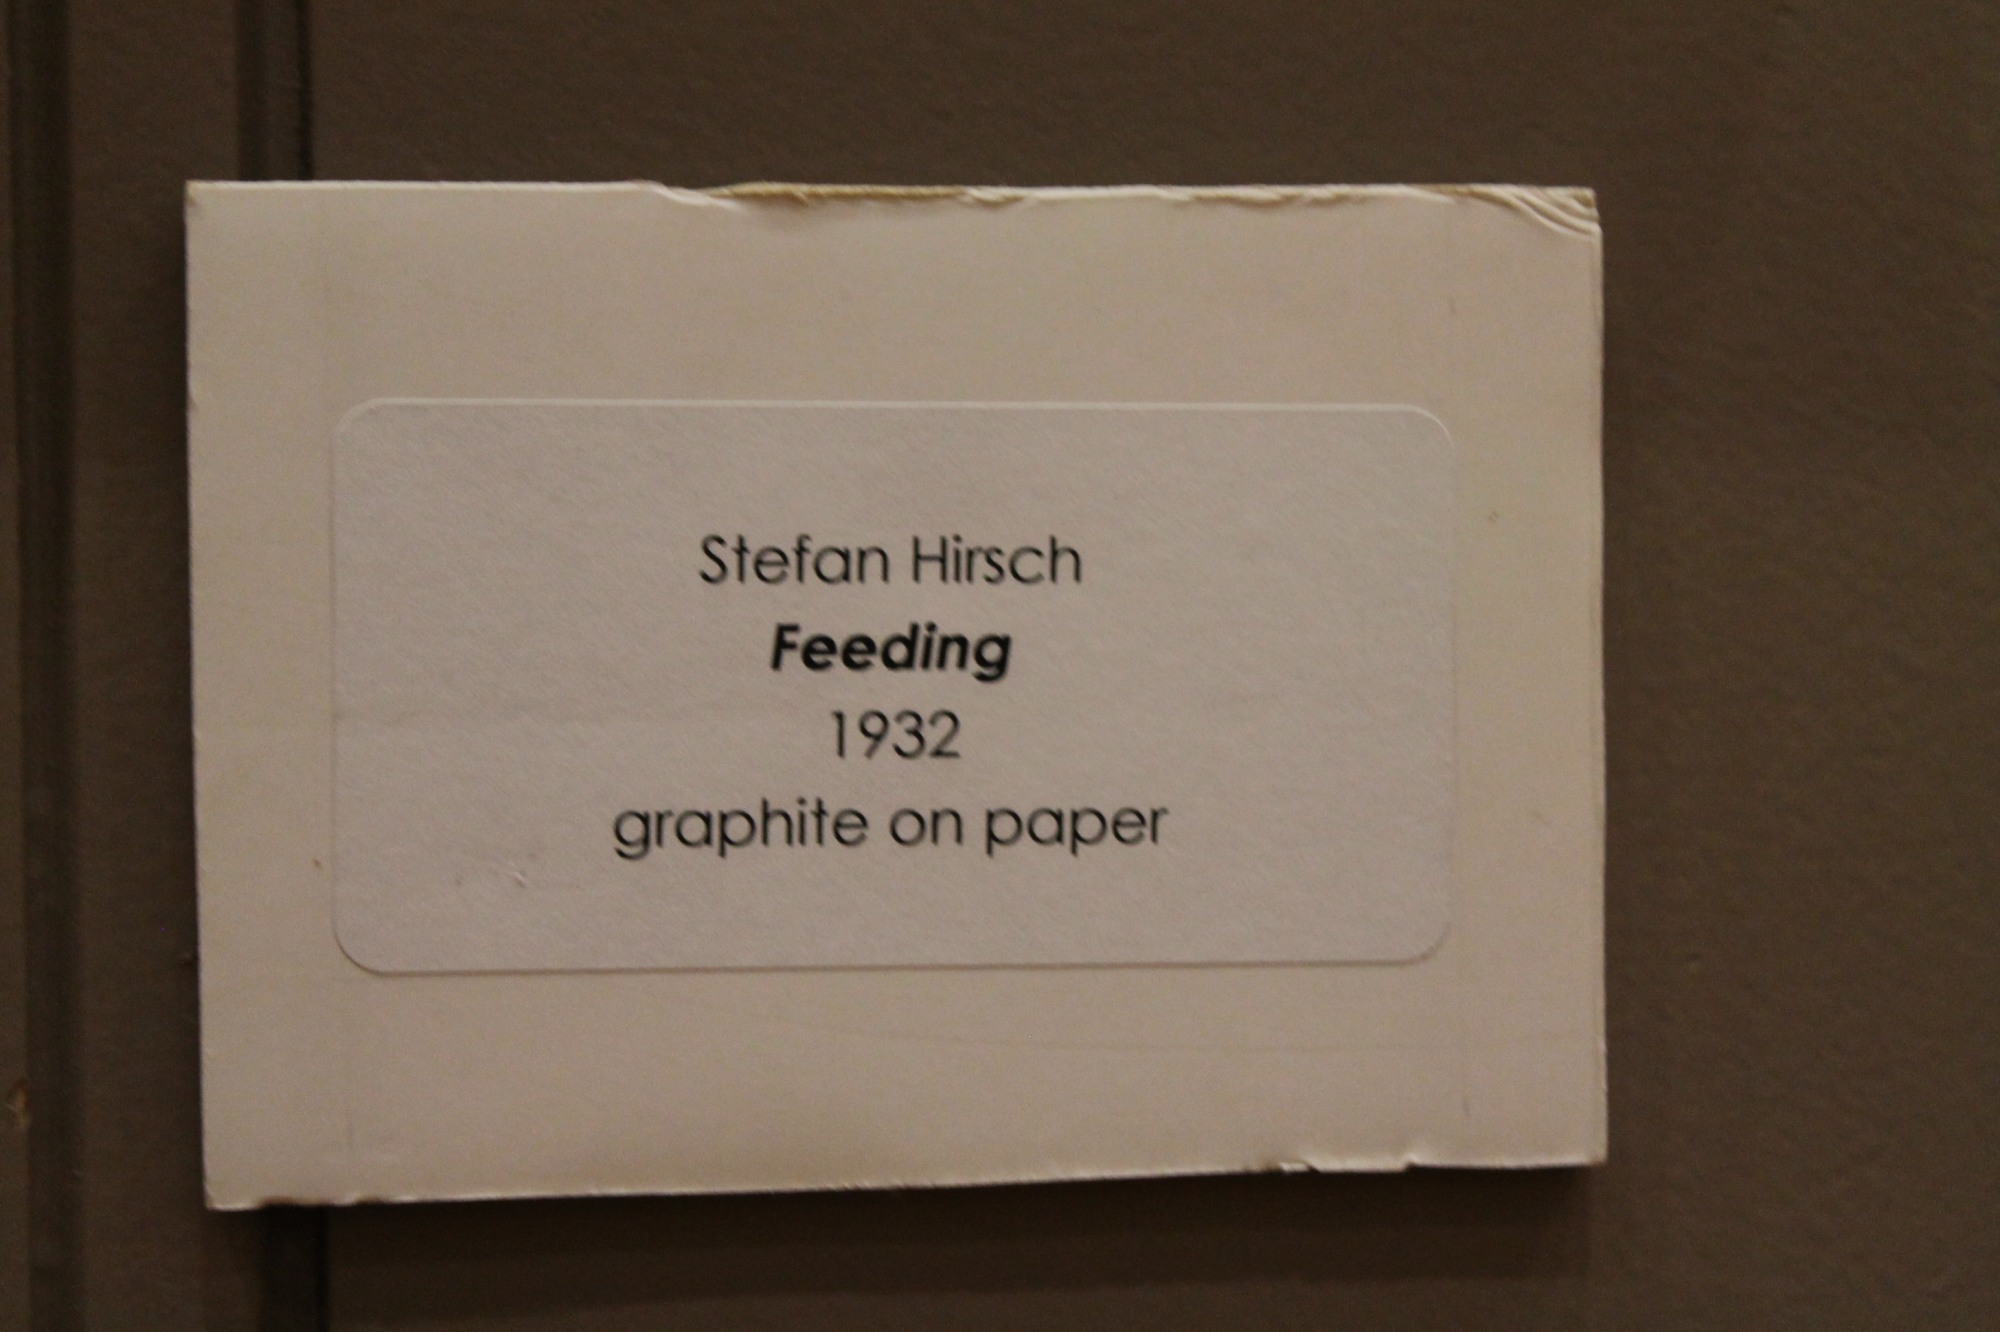 Stefan Hirsch
Feeding
1932
graphite on paper